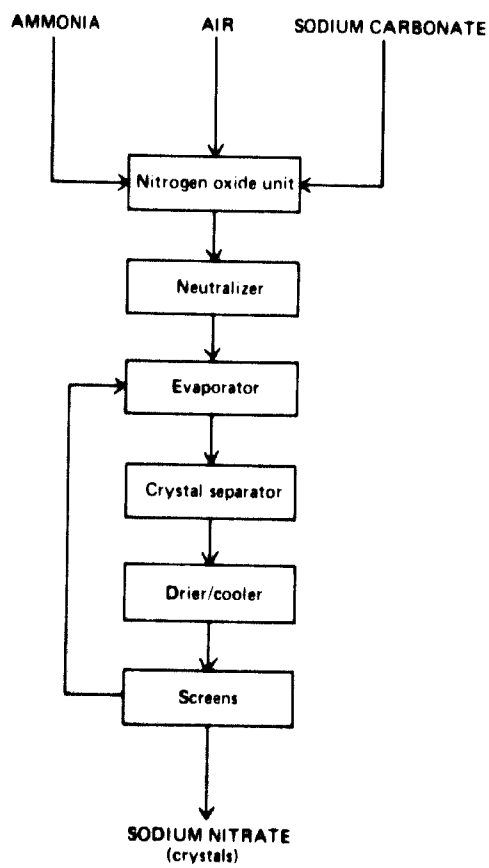 AMMONIA
AIR
SODIUM CARBONATE
Nitrogen oxide unit
Neutralizer
Evaporator
Crystal separator
Drier/cooler
Screens
SODIUM NITRATE
(crystals)